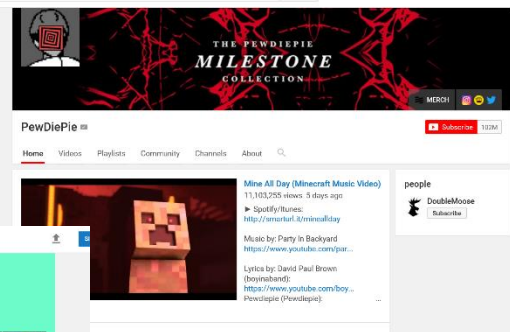 THE PEWDIEPIE
MILESTONE
COLLECTION
MERCH
PewDiePie
Subscribe 102M
Home Videos Playlists Community Channels About
Mine All Day (Minecraft Music Video)
11,103,255 views 5 days ago
► Spotify/Itunes:
http://smarturl.it/mineallday
Music by: Party In Backyard
https://www.youtube.com/par...
Lyrics by: David Paul Brown
(boyinaband):
https://www.youtube.com/boy...
Pewdiepie (Pewdiepie):
...
people
DoubleMoose
Subscribe